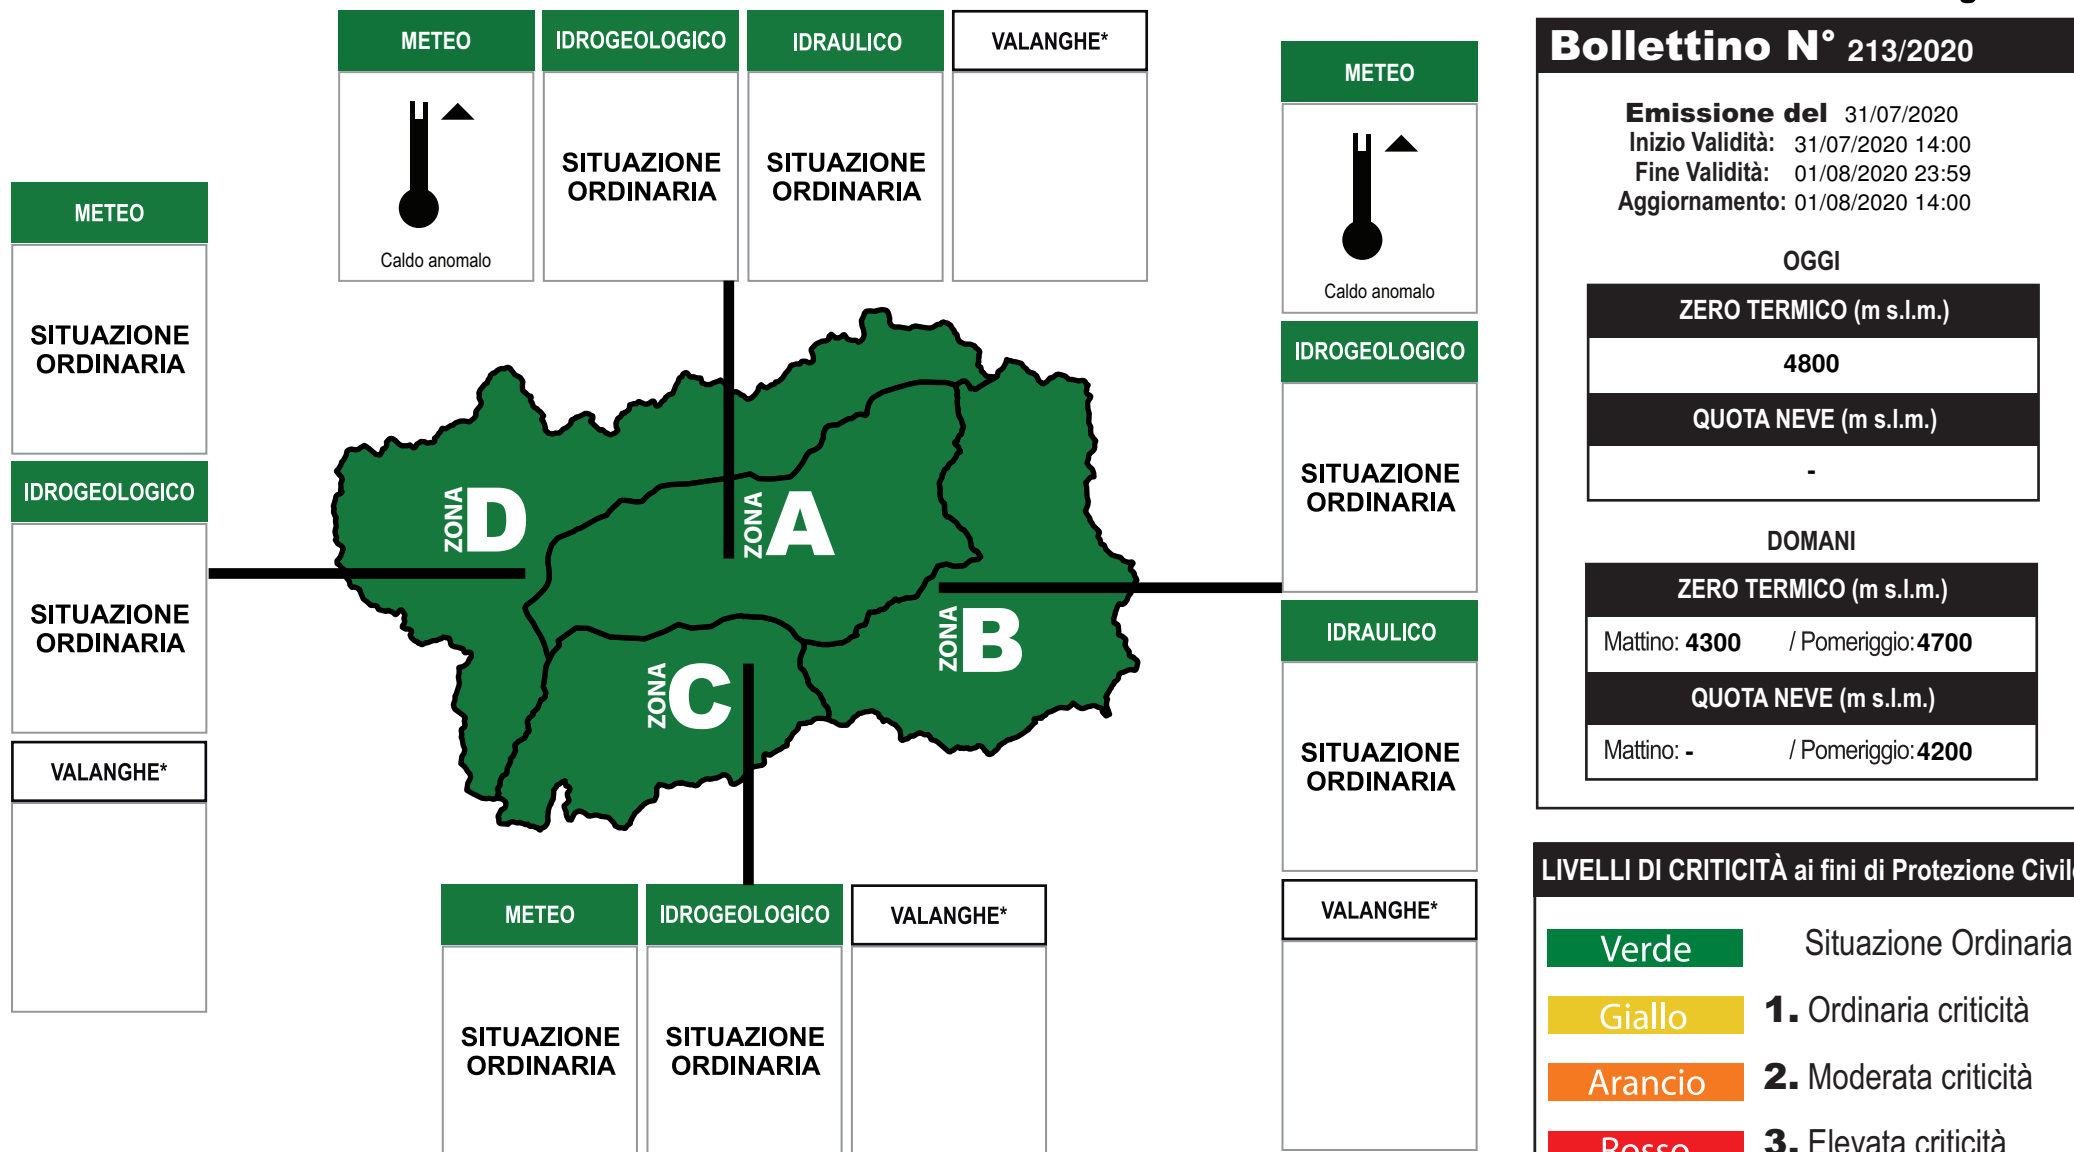 METEO
IDROGEOLOGICO
IDRAULICO
VALANGHE*
Caldo anomalo
SITUAZIONE
ORDINARIA
SITUAZIONE
ORDINARIA
METEO
Caldo anomalo
IDROGEOLOGICO
SITUAZIONE
ORDINARIA
IDRAULICO
SITUAZIONE
ORDINARIA
VALANGHE*
METEO
SITUAZIONE
ORDINARIA
IDROGEOLOGICO
SITUAZIONE
ORDINARIA
VALANGHE*
ZONA D
ZONA A
ZONA B
ZONA C
METEO
IDROGEOLOGICO
VALANGHE*
SITUAZIONE
ORDINARIA
SITUAZIONE
ORDINARIA
Bollettino N° 213/2020
Emissione del 31/07/2020
Inizio Validità: 31/07/2020 14:00
Fine Validità: 01/08/2020 23:59
Aggiornamento: 01/08/2020 14:00
OGGI
ZERO TERMICO (m s.l.m.)
4800
QUOTA NEVE (m s.l.m.)
-
DOMANI
ZERO TERMICO (m s.l.m.)
Mattino: 4300 / Pomeriggio: 4700
QUOTA NEVE (m s.l.m.)
Mattino: - / Pomeriggio: 4200
LIVELLI DI CRITICITÀ ai fini di Protezione Civile
Verde Situazione Ordinaria
Giallo 1. Ordinaria criticità
Arancio 2. Moderata criticità
Rosso 3. Elevata criticità